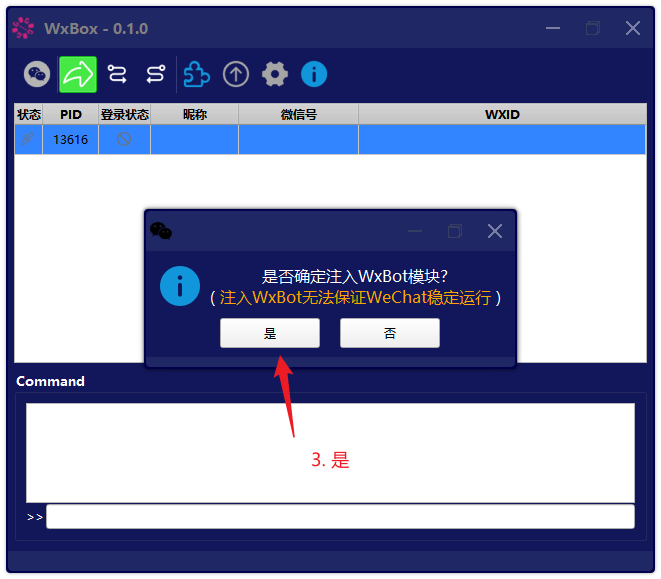 WxBox - 0.1.0
状态 PID 登录状态 昵称 微信号 WXID
13616
是否确定注入WxBot模块?
( 注入WxBot无法保证WeChat稳定运行 )
是 否
Command
3. 是
>>